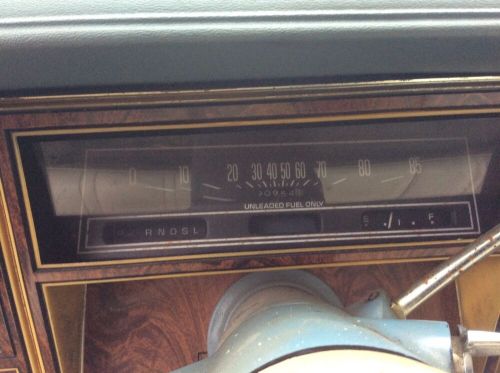 0 10 20 30 40 50 60 70 80 85
UNLEADED FUEL ONLY
R N D S L E F